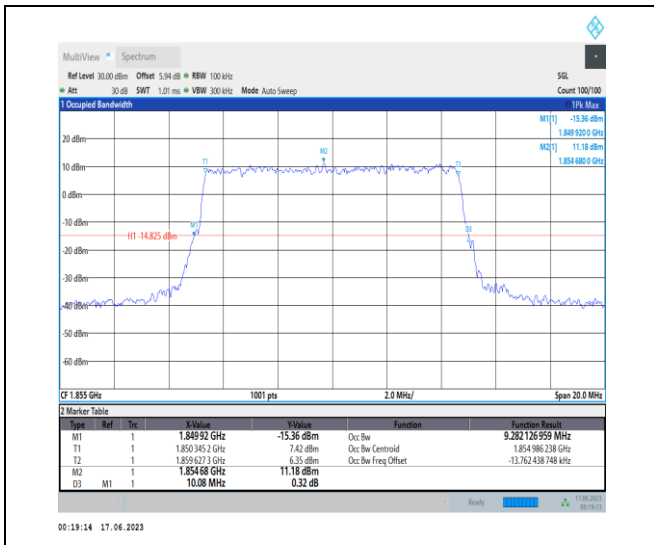 MultiView Spectrum
Ref Level 30.00 dBm Offset 5.94 dB RBW 100 kHz SGL
Att 30 dB SWT 1.01 ms VBW 300 kHz Mode Auto Sweep Count 100/100
1 Occupied Bandwidth 1Pk Max
M1[1] -15.36 dBm
1.849 920 0 GHz
M2[1] 11.18 dBm
1.854 680 0 GHz
20 dBm
M2
T1
10 dBm
0 dBm
-10 dBm
M1
D3
H1 -14.825 dBm
-20 dBm
-30 dBm
-40 dBm
-50 dBm
-60 dBm
CF 1.855 GHz 1001 pts 2.0 MHz/ Span 20.0 MHz
2 Marker Table
Type Ref Trc X-Value Y-Value Function Function Result
M1 1 1.849 92 GHz -15.36 dBm Occ Bw 9.282 126 959 MHz
T1 1 1.850 345 2 GHz 7.42 dBm Occ Bw Centroid 1.854 986 238 GHz
T2 1 1.859 627 3 GHz 6.35 dBm Occ Bw Freq Offset -13.762 438 748 kHz
M2 1 1.854 68 GHz 11.18 dBm
D3 M1 1 10.08 MHz 0.32 dB
Ready 17.06.2023
00:19:13
00:19:14 17.06.2023